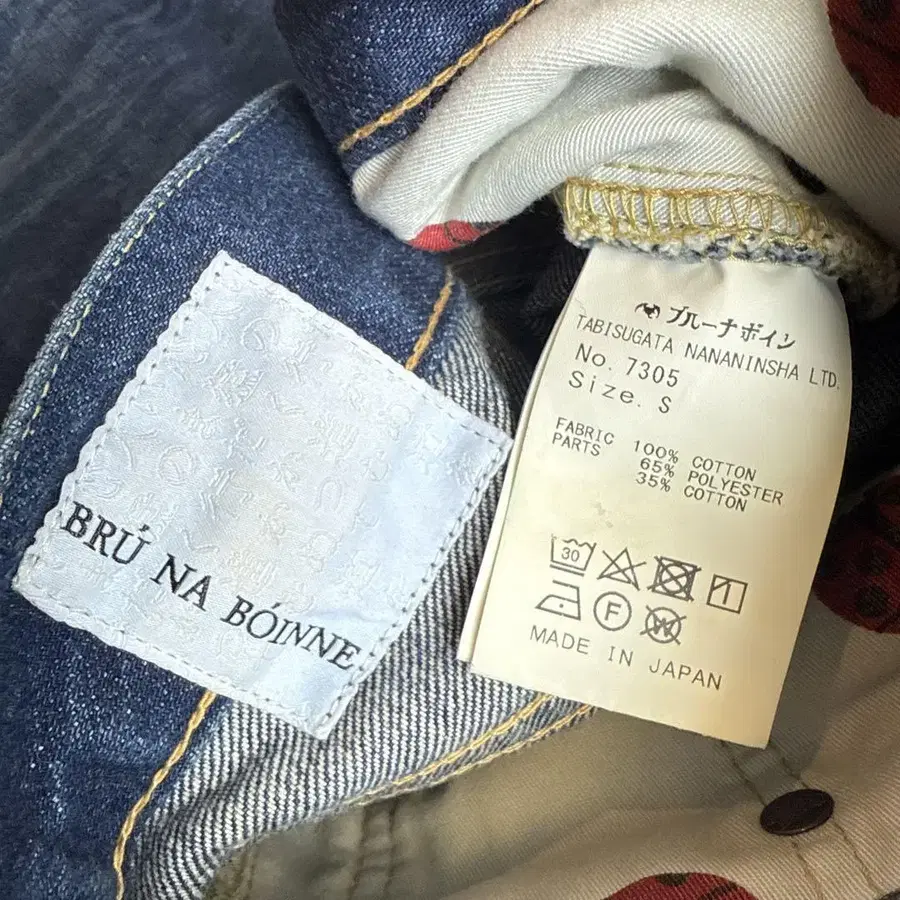 BRÚ NA BÓINNE
ブルーナボイン
TABISUGATA NANANINSHA LTD.
No. 7305
Size. S
FABRIC 100% COTTON
PARTS 65% POLYESTER
35% COTTON
30
1
F
W
MADE IN JAPAN